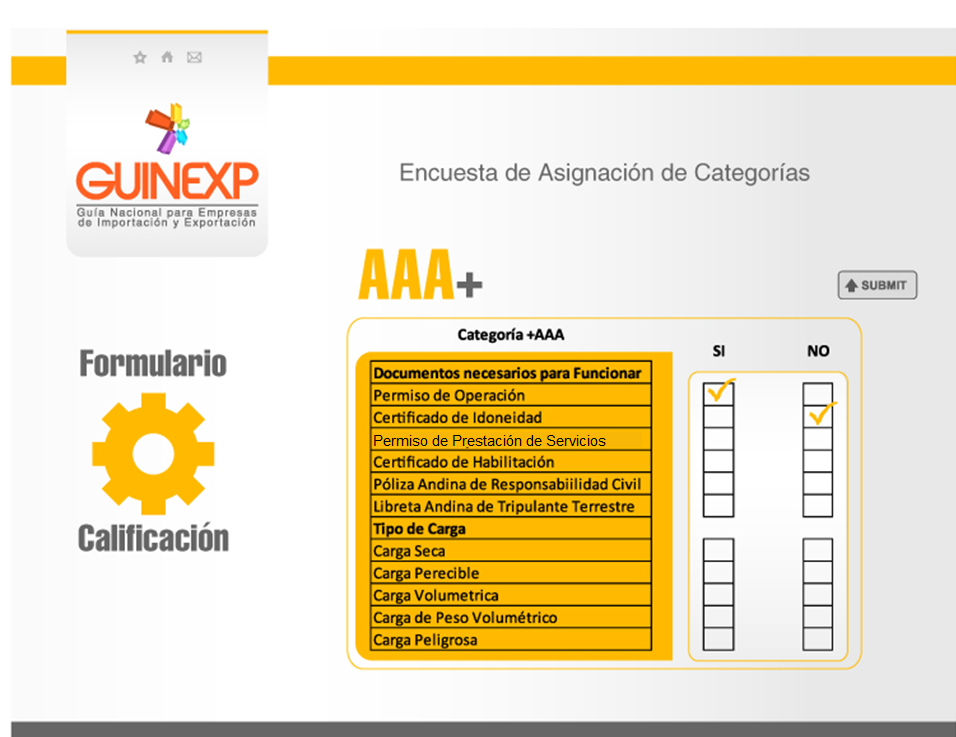 GUINEXP
Guía Nacional para Empresas
de Importación y Exportación
Encuesta de Asignación de Categorías
AAA+
SUBMIT
Formulario
Calificación
Categoría +AAA
SI
NO
Documentos necesarios para Funcionar
Permiso de Operación
Certificado de Idoneidad
Permiso de Prestación de Servicios
Certificado de Habilitación
Póliza Andina de Responsabiilidad Civil
Libreta Andina de Tripulante Terrestre
Tipo de Carga
Carga Seca
Carga Perecible
Carga Volumetrica
Carga de Peso Volumétrico
Carga Peligrosa